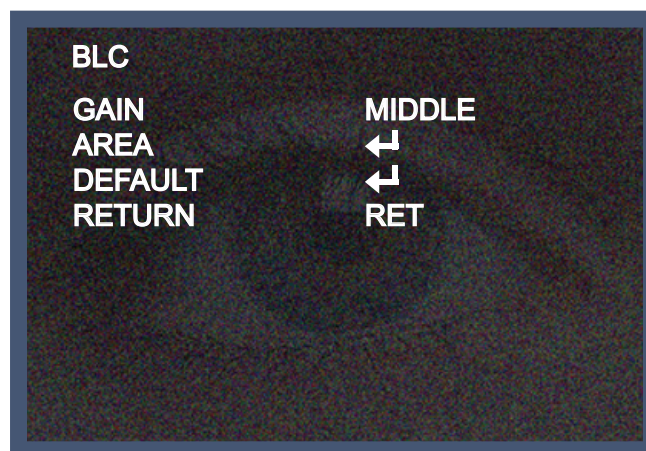 BLC
GAIN MIDDLE
AREA ↵
DEFAULT ↵
RETURN RET